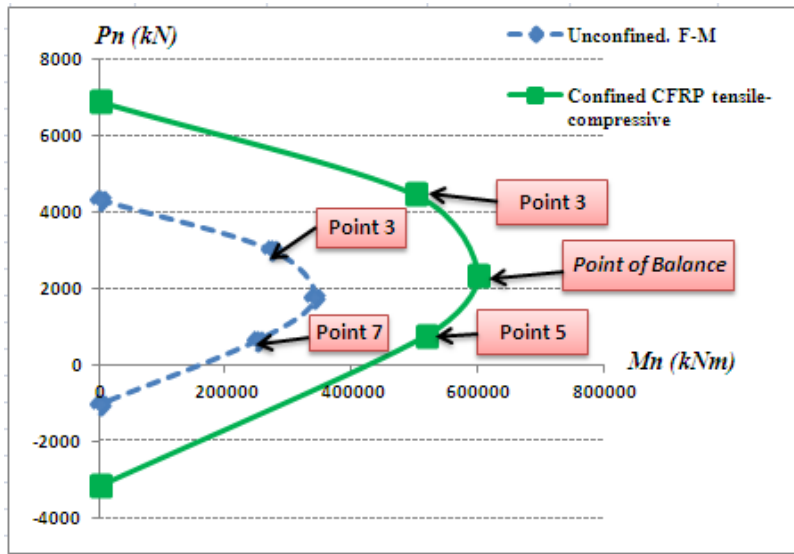 Pn (kN)
Unconfined. F-M
Confined CFRP tensile-
compressive
8000
6000
4000
2000
0
-2000
-4000
Point 3
Point 3
Point of Balance
Point 7
Point 5
Mn (kNm)
0
200000
400000
600000
800000